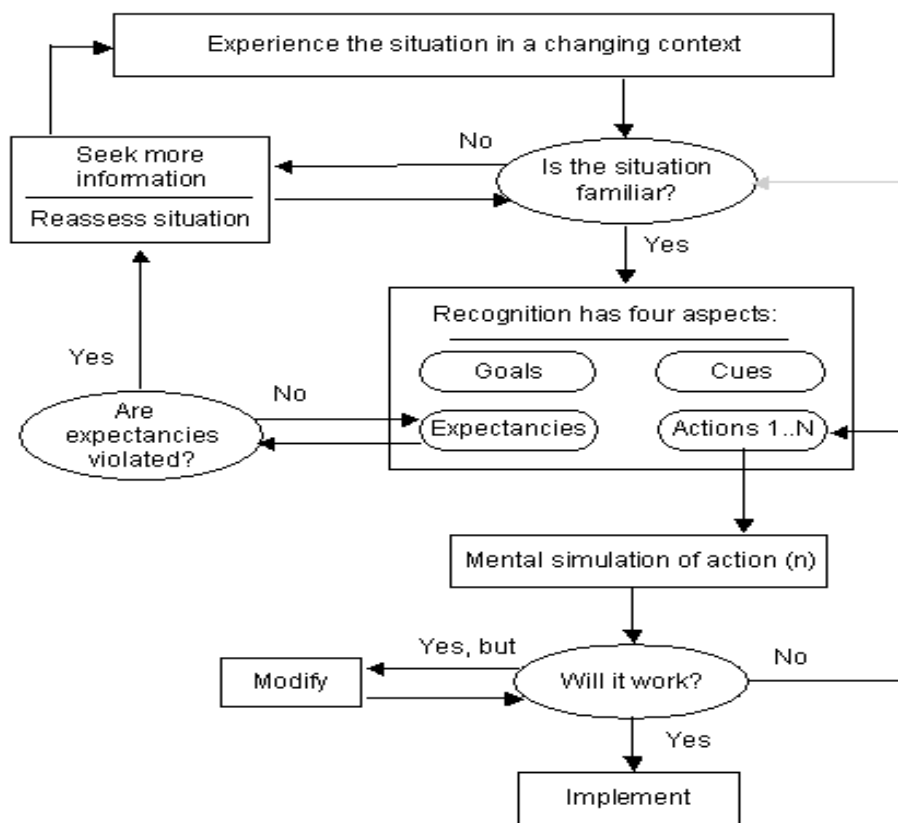 Experience the situation in a changing context
No
Seek more
information
Reassess situation
Is the situation
familiar?
Yes
Recognition has four aspects:
Goals
Cues
Yes
No
Are
expectancies
violated?
Expectancies
Actions 1..N
Mental simulation of action (n)
Yes, but
No
Modify
Will it work?
Yes
Implement